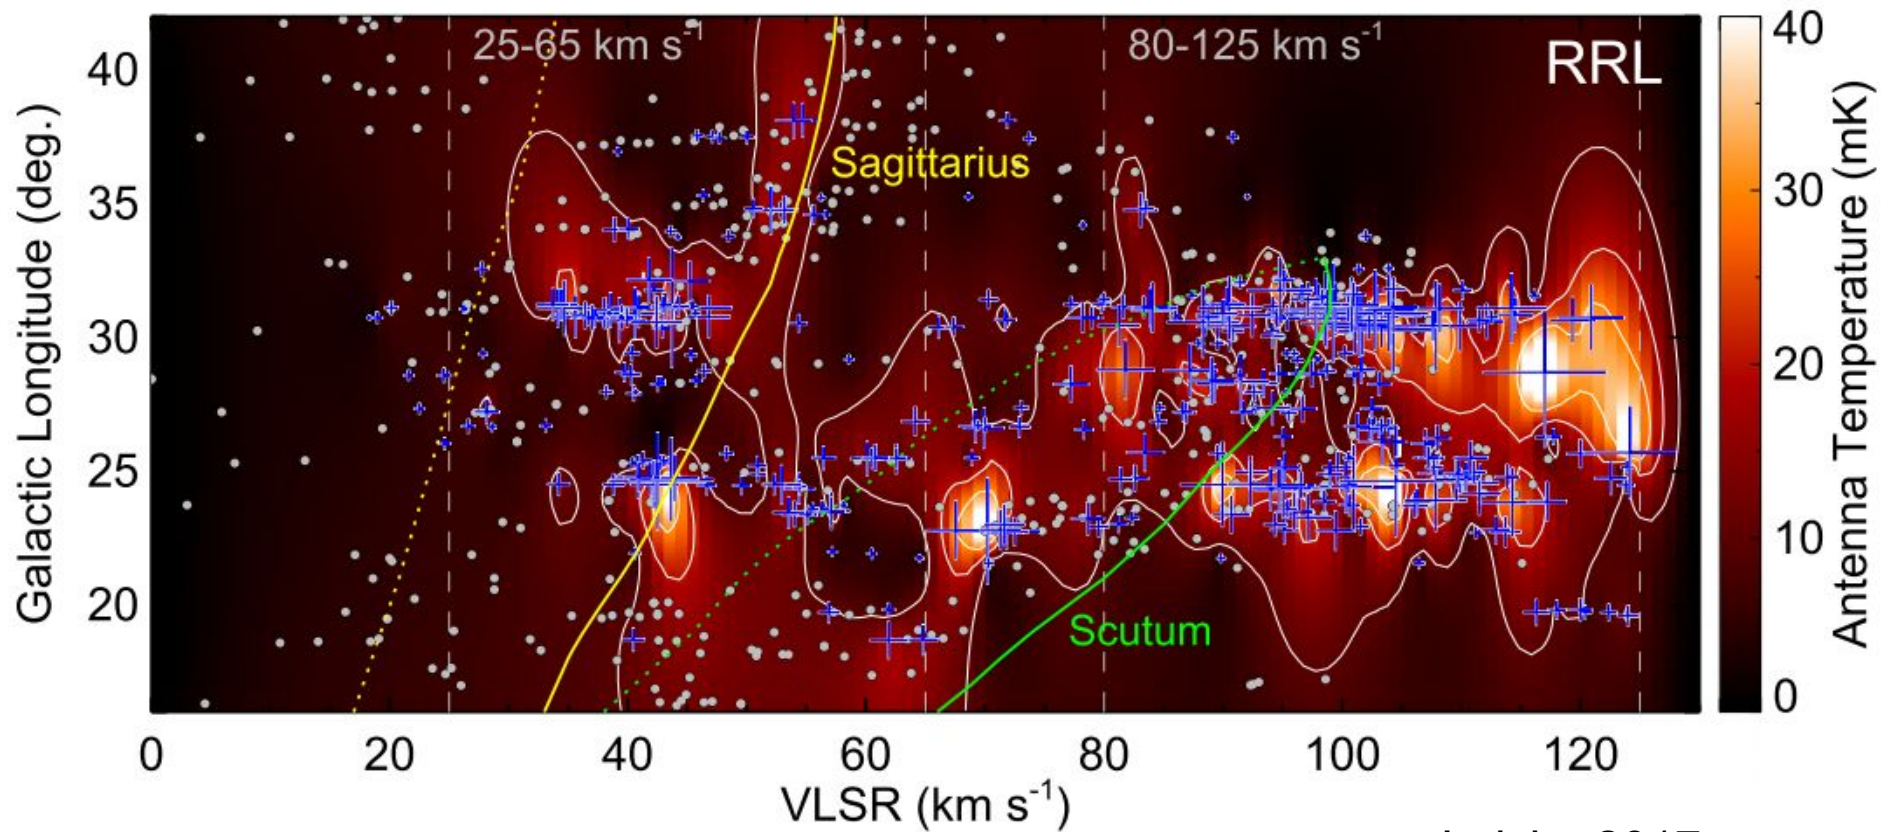 25-65 km s-1
80-125 km s-1
RRL
Sagittarius
Scutum
Galactic Longitude (deg.)
40
35
30
25
20
0 20 40 60 80 100 120
VLSR (km s-1)
40
30
20
10
0
Antenna Temperature (mK)